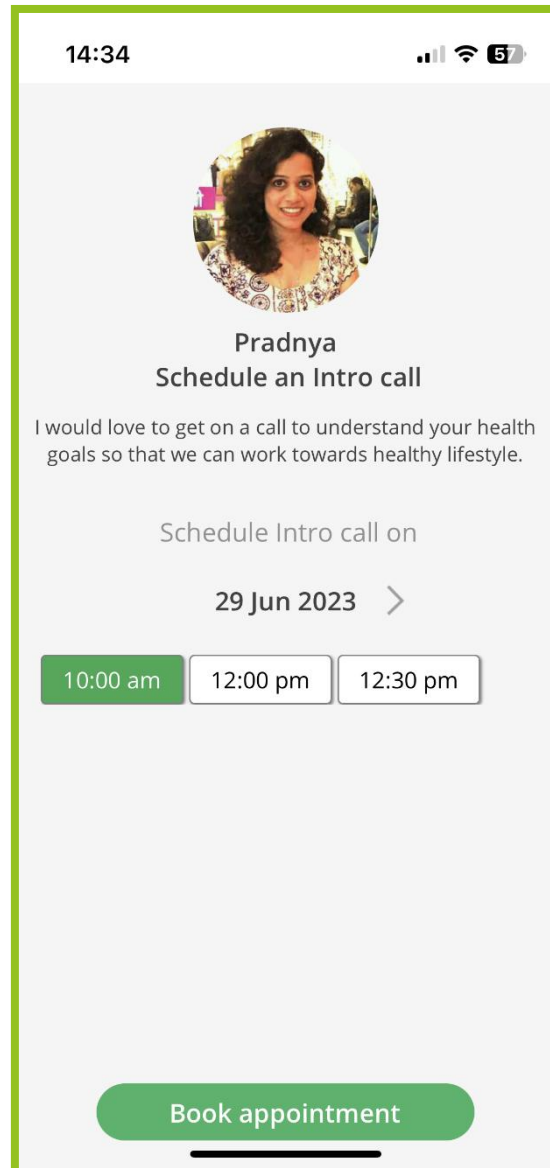 14:34
57
Pradnya
Schedule an Intro call
I would love to get on a call to understand your health
goals so that we can work towards healthy lifestyle.
Schedule Intro call on
29 Jun 2023
10:00 am 12:00 pm 12:30 pm
Book appointment